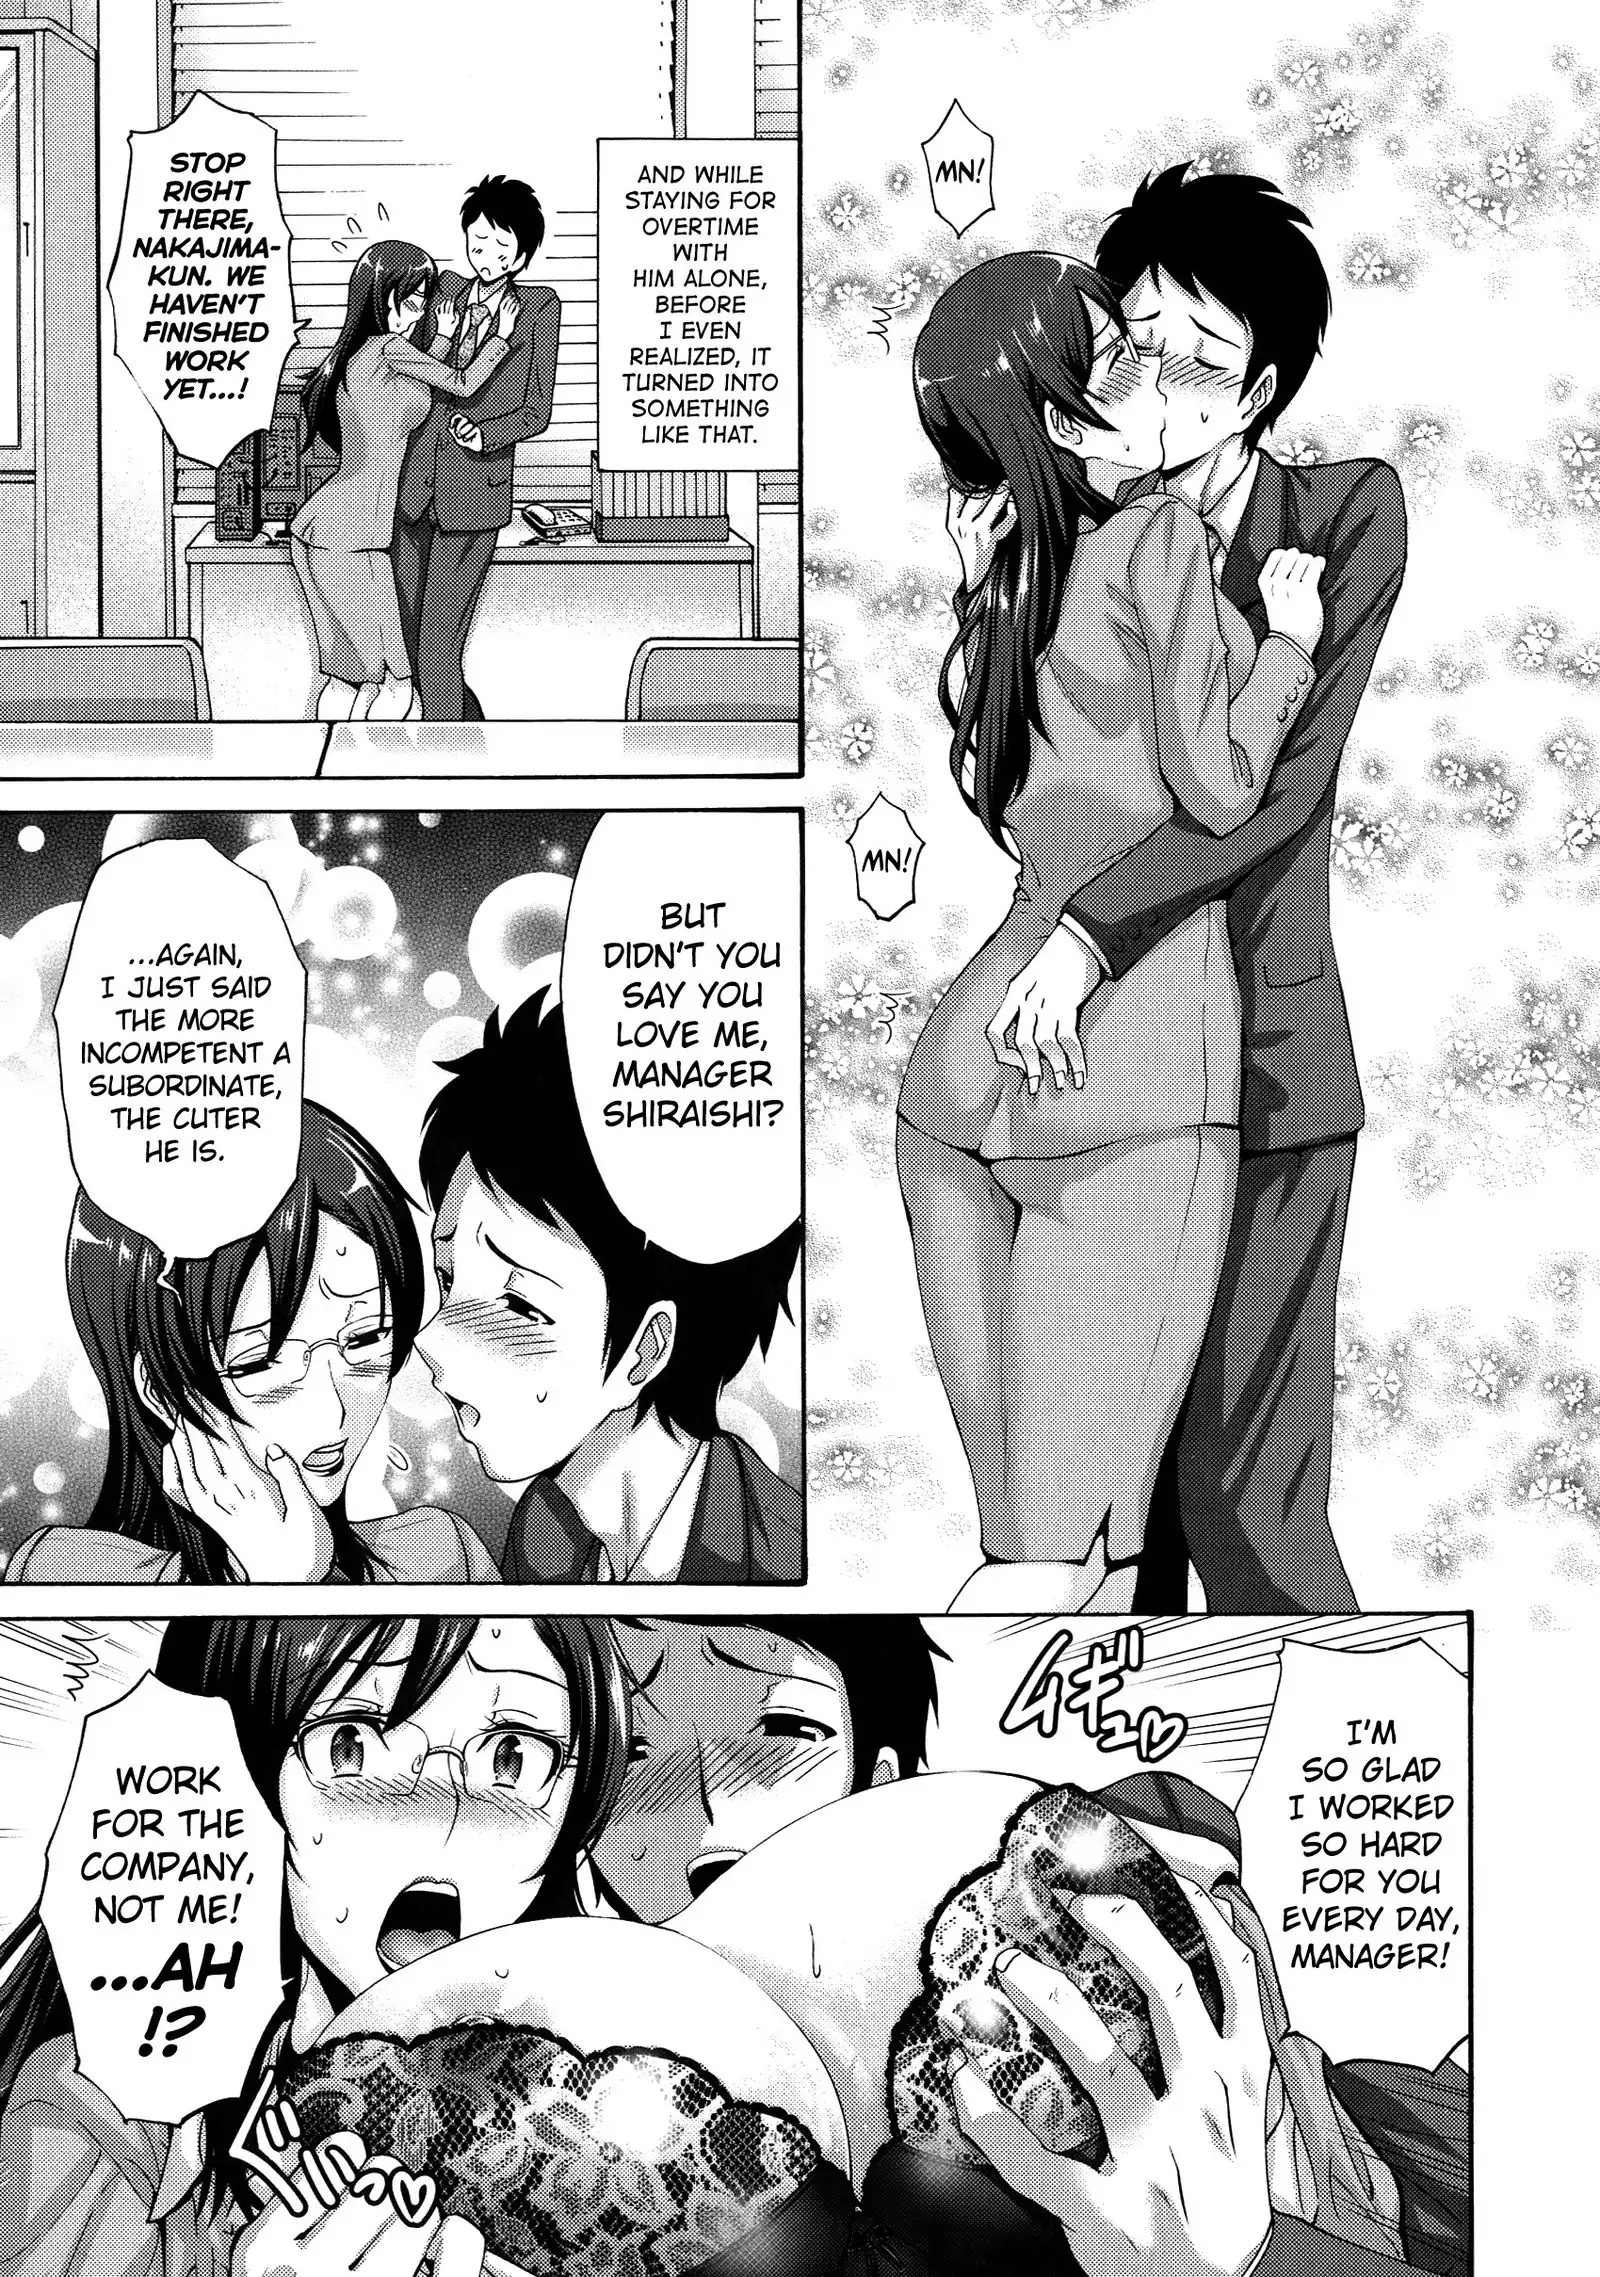 MN!
MN!
AND WHILE
STAYING FOR
OVERTIME
WITH
HIM ALONE,
BEFORE
I EVEN
REALIZED, IT
TURNED INTO
SOMETHING
LIKE THAT.
STOP
RIGHT
THERE,
NAKAJIMA-
KUN. WE
HAVEN'T
FINISHED
WORK
YET...!
BUT
DIDN'T YOU
SAY YOU
LOVE ME,
MANAGER
SHIRAISHI?
...AGAIN,
I JUST SAID
THE MORE
INCOMPETENT A
SUBORDINATE,
THE CUTER
HE IS.
I'M
SO GLAD
I WORKED
SO HARD
FOR YOU
EVERY DAY,
MANAGER!
ムギュ♡
WORK
FOR THE
COMPANY,
NOT ME!
...AH
!?